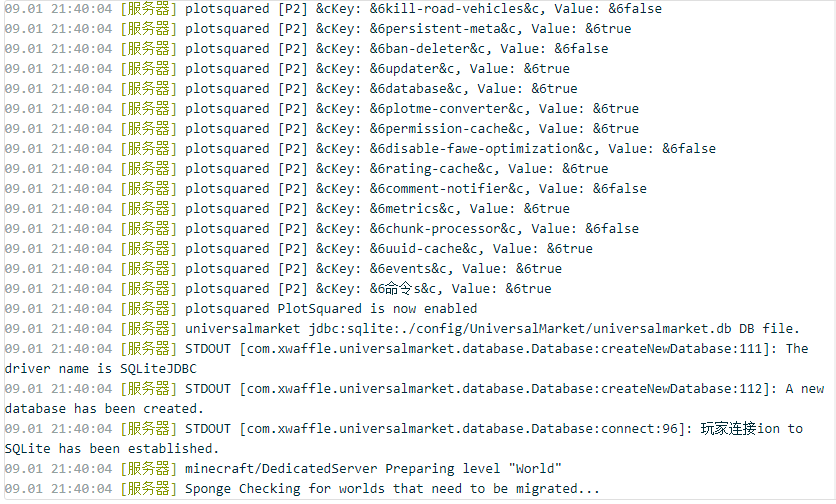 09.01 21:40:04 [服务器] plotsquared [P2] &cKey: &6kill-road-vehicles&c, Value: &6false
09.01 21:40:04 [服务器] plotsquared [P2] &cKey: &6persistent-meta&c, Value: &6true
09.01 21:40:04 [服务器] plotsquared [P2] &cKey: &6ban-deleter&c, Value: &6false
09.01 21:40:04 [服务器] plotsquared [P2] &cKey: &6updater&c, Value: &6true
09.01 21:40:04 [服务器] plotsquared [P2] &cKey: &6database&c, Value: &6true
09.01 21:40:04 [服务器] plotsquared [P2] &cKey: &6plotme-converter&c, Value: &6true
09.01 21:40:04 [服务器] plotsquared [P2] &cKey: &6permission-cache&c, Value: &6true
09.01 21:40:04 [服务器] plotsquared [P2] &cKey: &6disable-fawe-optimization&c, Value: &6false
09.01 21:40:04 [服务器] plotsquared [P2] &cKey: &6rating-cache&c, Value: &6true
09.01 21:40:04 [服务器] plotsquared [P2] &cKey: &6comment-notifier&c, Value: &6false
09.01 21:40:04 [服务器] plotsquared [P2] &cKey: &6metrics&c, Value: &6true
09.01 21:40:04 [服务器] plotsquared [P2] &cKey: &6chunk-processor&c, Value: &6false
09.01 21:40:04 [服务器] plotsquared [P2] &cKey: &6uuid-cache&c, Value: &6true
09.01 21:40:04 [服务器] plotsquared [P2] &cKey: &6events&c, Value: &6true
09.01 21:40:04 [服务器] plotsquared [P2] &cKey: &6命令s&c, Value: &6true
09.01 21:40:04 [服务器] plotsquared PlotSquared is now enabled
09.01 21:40:04 [服务器] universalmarket jdbc:sqlite:./config/UniversalMarket/universalmarket.db DB file.
09.01 21:40:04 [服务器] STDOUT [com.xwaffle.universalmarket.database.Database:createNewDatabase:111]: The
driver name is SQLiteJDBC
09.01 21:40:04 [服务器] STDOUT [com.xwaffle.universalmarket.database.Database:createNewDatabase:112]: A new
database has been created.
09.01 21:40:04 [服务器] STDOUT [com.xwaffle.universalmarket.database.Database:connect:96]: 玩家连接ion to
SQLite has been established.
09.01 21:40:04 [服务器] minecraft/DedicatedServer Preparing level "World"
09.01 21:40:04 [服务器] Sponge Checking for worlds that need to be migrated...